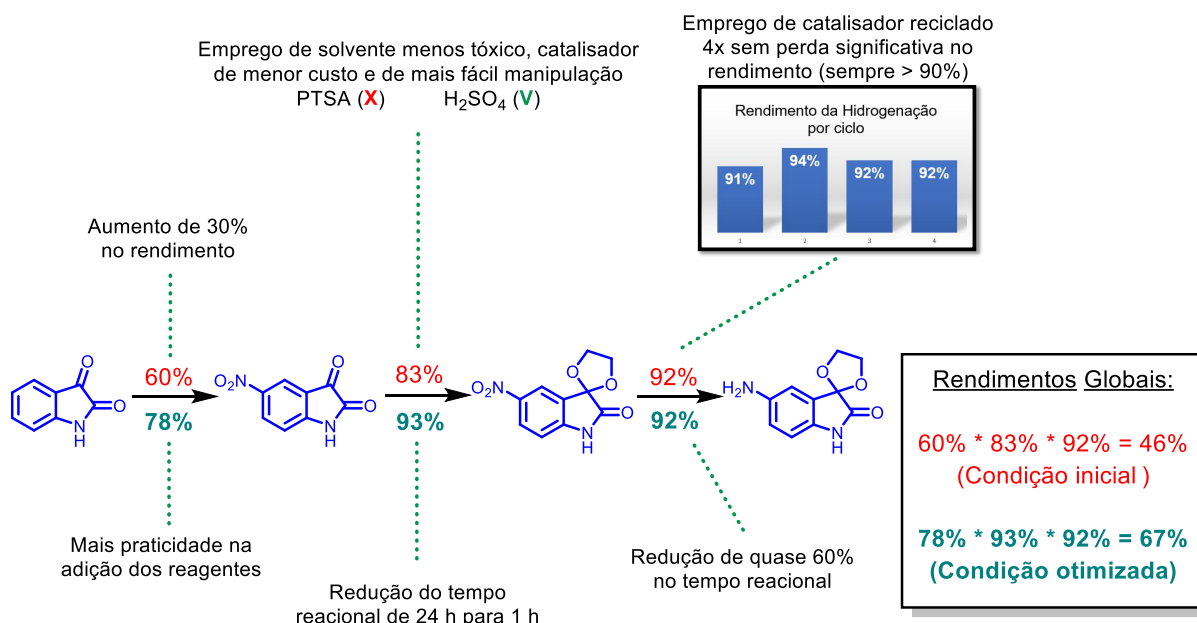 Emprego de solvente menos tóxico, catalisador
de menor custo e de mais fácil manipulação
PTSA (X) H₂SO₄ (V)
Emprego de catalisador reciclado
4x sem perda significativa no
rendimento (sempre > 90%)
Rendimento da Hidrogenação
por ciclo
91% 94% 92% 92%
1 2 3 4
Aumento de 30%
no rendimento
O
O
N
H
60%
78%
O₂N
O
O
N
H
83%
93%
O₂N
O
O
O
N
H
92%
92%
H₂N
O
O
O
N
H
Mais praticidade na
adição dos reagentes
Redução do tempo
reacional de 24 h para 1 h
Redução de quase 60%
no tempo reacional
Rendimentos Globais:
60% * 83% * 92% = 46%
(Condição inicial )
78% * 93% * 92% = 67%
(Condição otimizada)